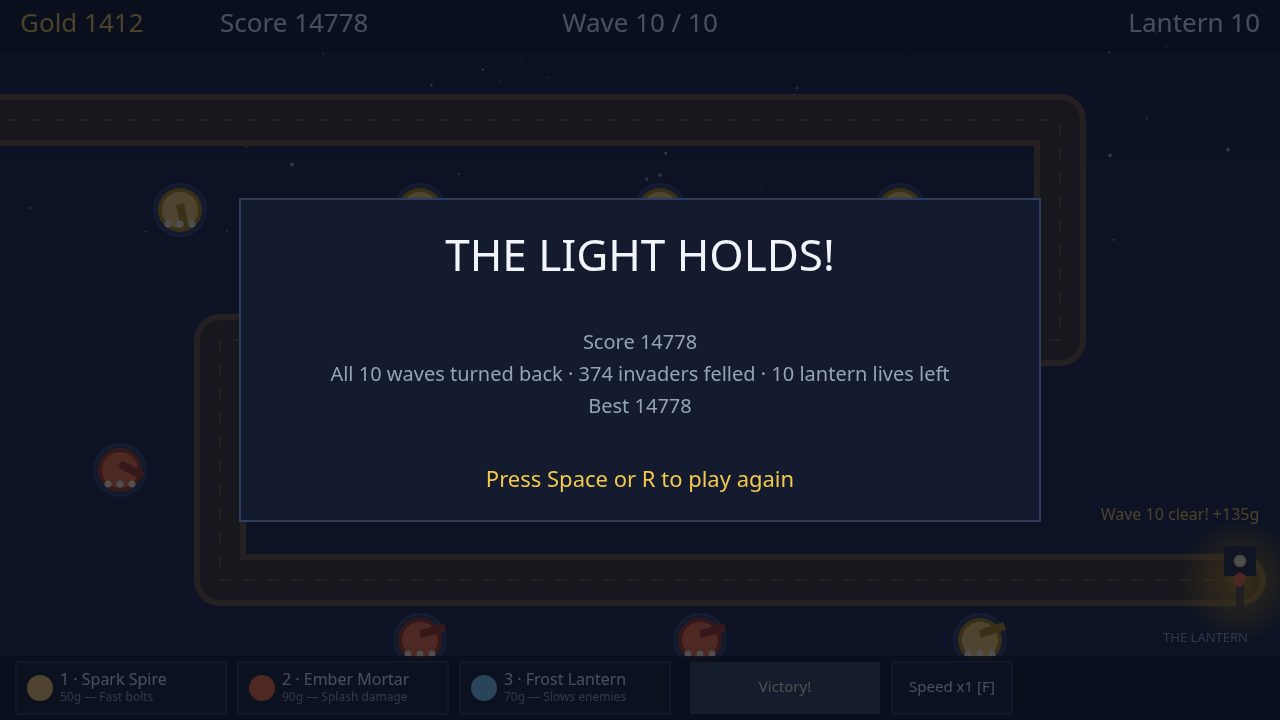 Gold 1412
Score 14778
Wave 10 / 10
Lantern 10
THE LIGHT HOLDS!
Score 14778
All 10 waves turned back · 374 invaders felled · 10 lantern lives left
Best 14778
Press Space or R to play again
Wave 10 clear! +135g
THE LANTERN
1 · Spark Spire
50g — Fast bolts
2 · Ember Mortar
90g — Splash damage
3 · Frost Lantern
70g — Slows enemies
Victory!
Speed x1 [F]